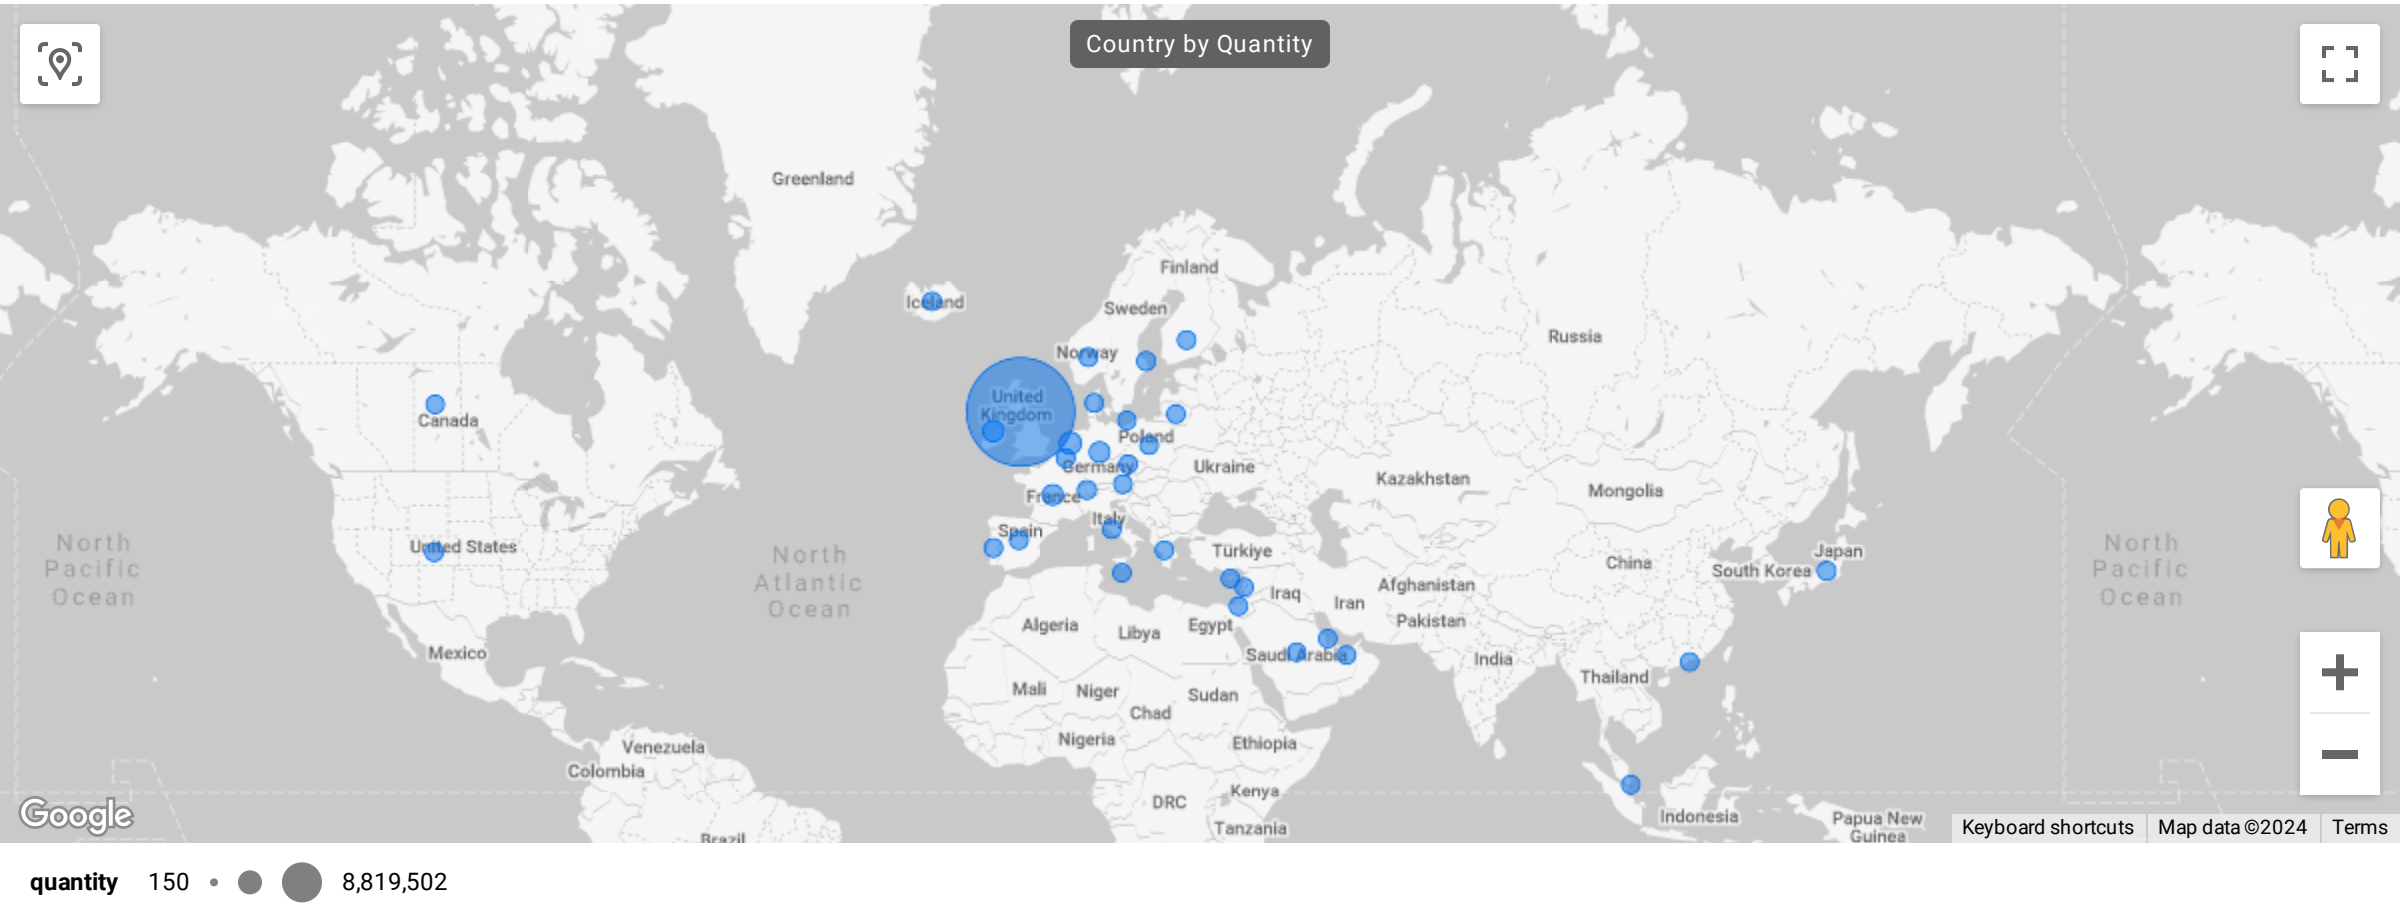 Country by Quantity
Greenland
Finland
Iceland
Sweden
Russia
Norway
United
Kingdom
Canada
Poland
Germany
Ukraine
Kazakhstan
Mongolia
France
Italy
Spain
United States
North
Pacific
Ocean
North
Atlantic
Ocean
Türkiye
China
Japan
South Korea
North
Pacific
Ocean
Iraq
Iran
Afghanistan
Pakistan
Algeria
Libya
Egypt
Mexico
Saudi Arabia
India
Thailand
Mali
Niger
Sudan
Chad
Nigeria
Ethiopia
Venezuela
Colombia
DRC
Kenya
Tanzania
Brazil
Indonesia
Papua New
Guinea
Google
Keyboard shortcuts
Map data ©2024
Terms
quantity 150 8,819,502